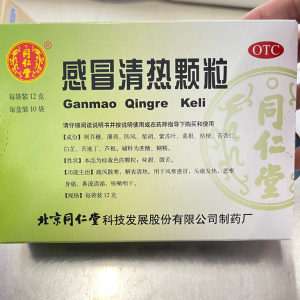 同仁堂
感冒清热颗粒
OTC
Ganmao Qingre Keli
每袋装 12 克
每盒装 10 袋
请仔细阅读说明书并按说明使用或在药师指导下购买和使用
【成份】荆芥穗、薄荷、防风、柴胡、紫苏叶、葛根、桔梗、苦杏仁、
白芷、苦地丁、芦根。辅料为蔗糖、糊精。
【性状】本品为棕黄色的颗粒；味甜、微苦。
【功能主治】疏风散寒，解表清热。用于风寒感冒，头痛发热，恶寒
身痛，鼻流清涕，咳嗽咽干。
【规格】每袋装12克
北京同仁堂科技发展股份有限公司制药厂
同仁堂